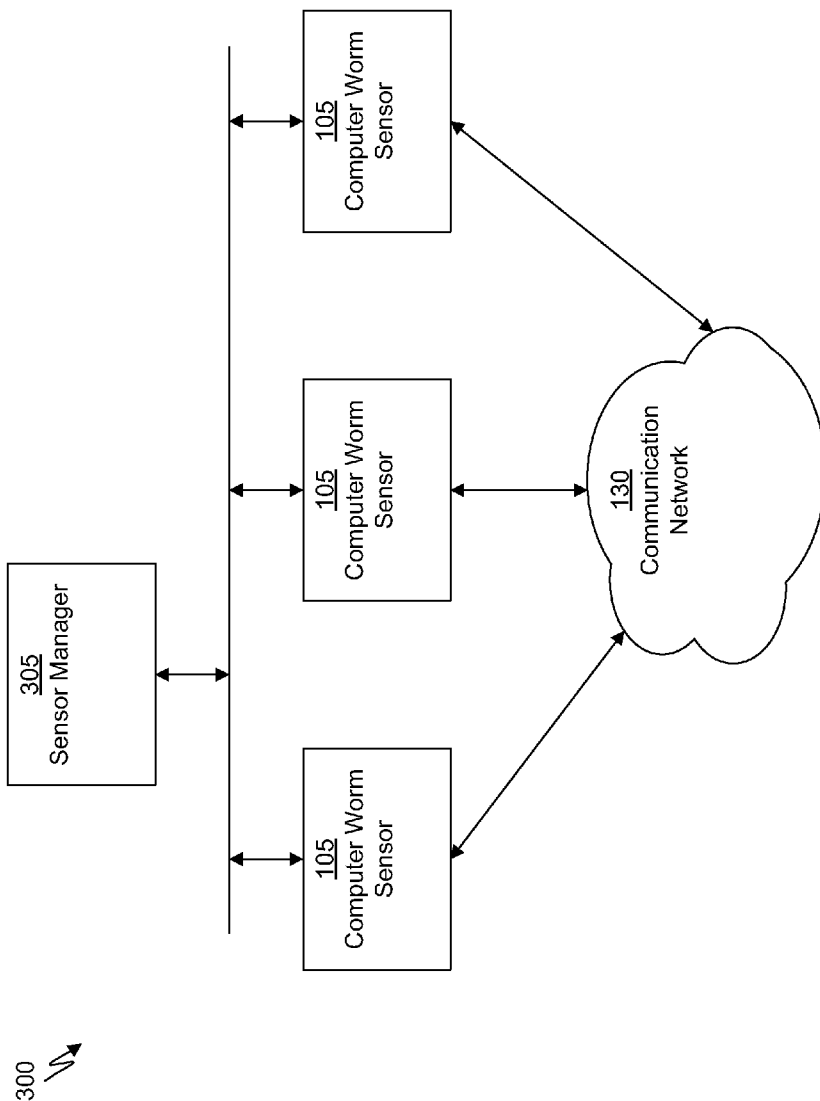 300
305
Sensor Manager
105
Computer Worm
Sensor
105
Computer Worm
Sensor
105
Computer Worm
Sensor
130
Communication
Network